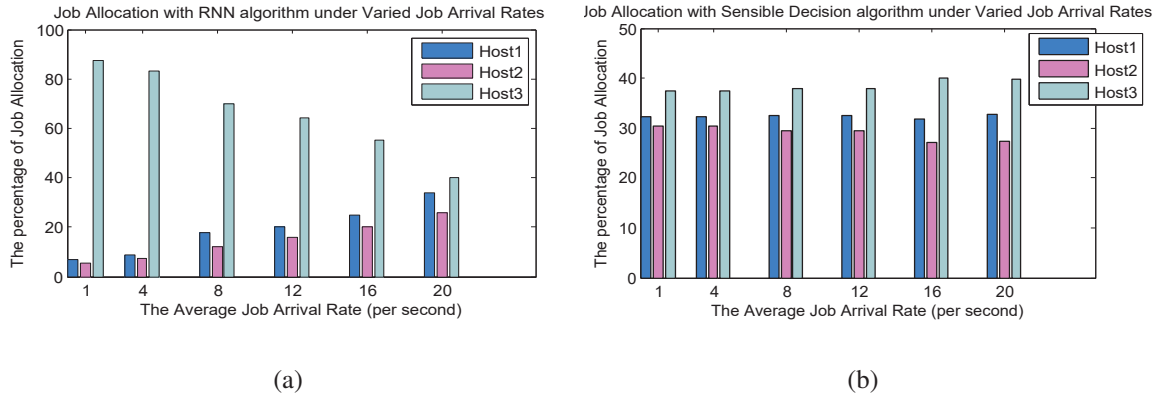 Job Allocation with RNN algorithm under Varied Job Arrival Rates
100
80
60
40
20
0
The percentage of Job Allocation
Host1
Host2
Host3
1 4 8 12 16 20
The Average Job Arrival Rate (per second)
(a)
Job Allocation with Sensible Decision algorithm under Varied Job Arrival Rates
50
40
30
20
10
0
The percentage of Job Allocation
Host1
Host2
Host3
1 4 8 12 16 20
The Average Job Arrival Rate (per second)
(b)